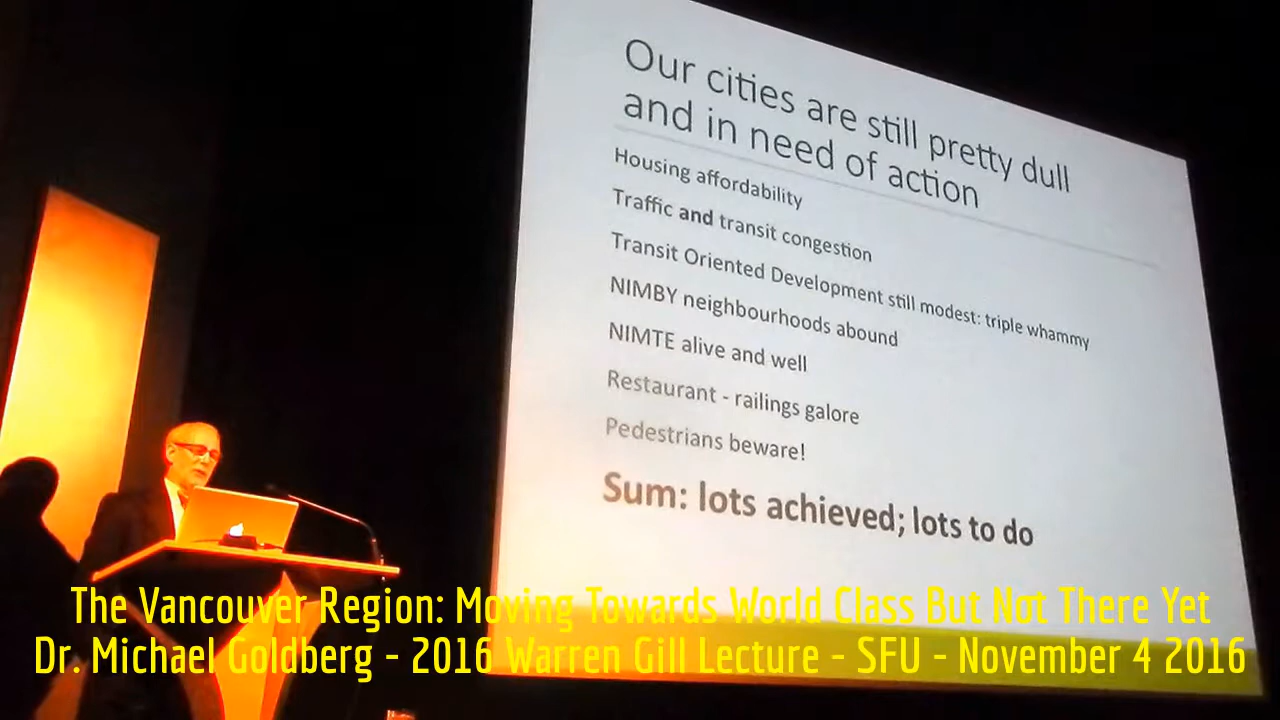 Our cities are still pretty dull
and in need of action
Housing affordability
Traffic and transit congestion
Transit Oriented Development still modest: triple whammy
NIMBY neighbourhoods abound
NIMTE alive and well
Restaurant - railings galore
Pedestrians beware!
Sum: lots achieved; lots to do
The Vancouver Region: Moving Towards World Class But Not There Yet
Dr. Michael Goldberg - 2016 Warren Gill Lecture - SFU - November 4 2016